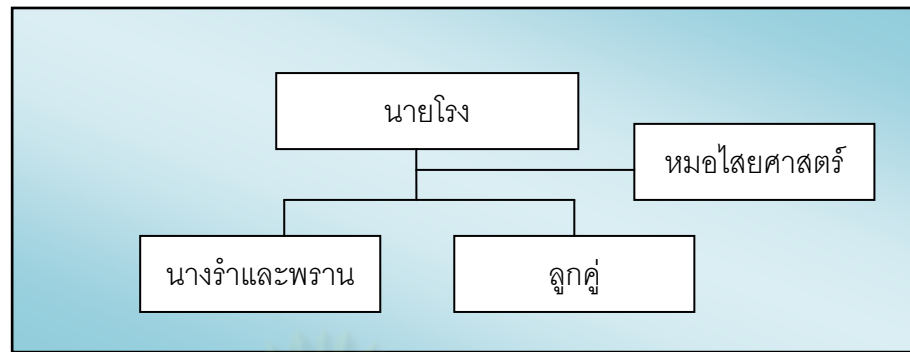 นายโรง
หมอไสยศาสตร์
นางรำและพราน
ลูกคู่